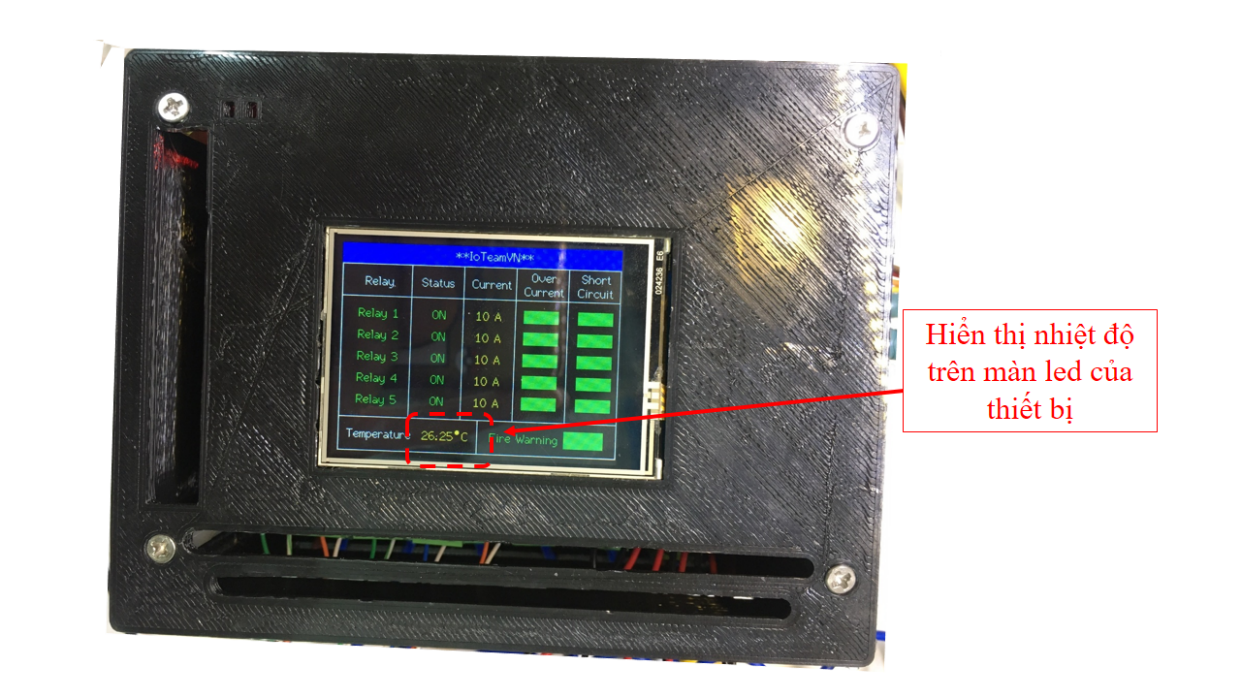 **IoTeamVN**
Relay Status Current Over Current Short Circuit
Relay 1 ON 10 A
Relay 2 ON 10 A
Relay 3 ON 10 A
Relay 4 ON 10 A
Relay 5 ON 10 A
Temperature 26.25°C Fire Warning
024236 E6
Hiển thị nhiệt độ
trên màn led của
thiết bị